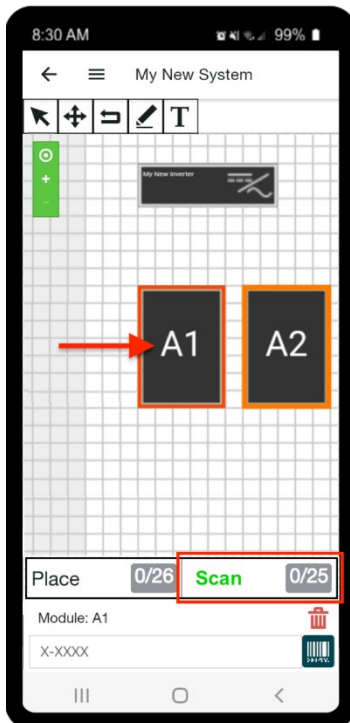 8:30 AM 99%
My New System
T
My New Inverter
A1 A2
Place 0/26 Scan 0/25
Module: A1
X-XXXX